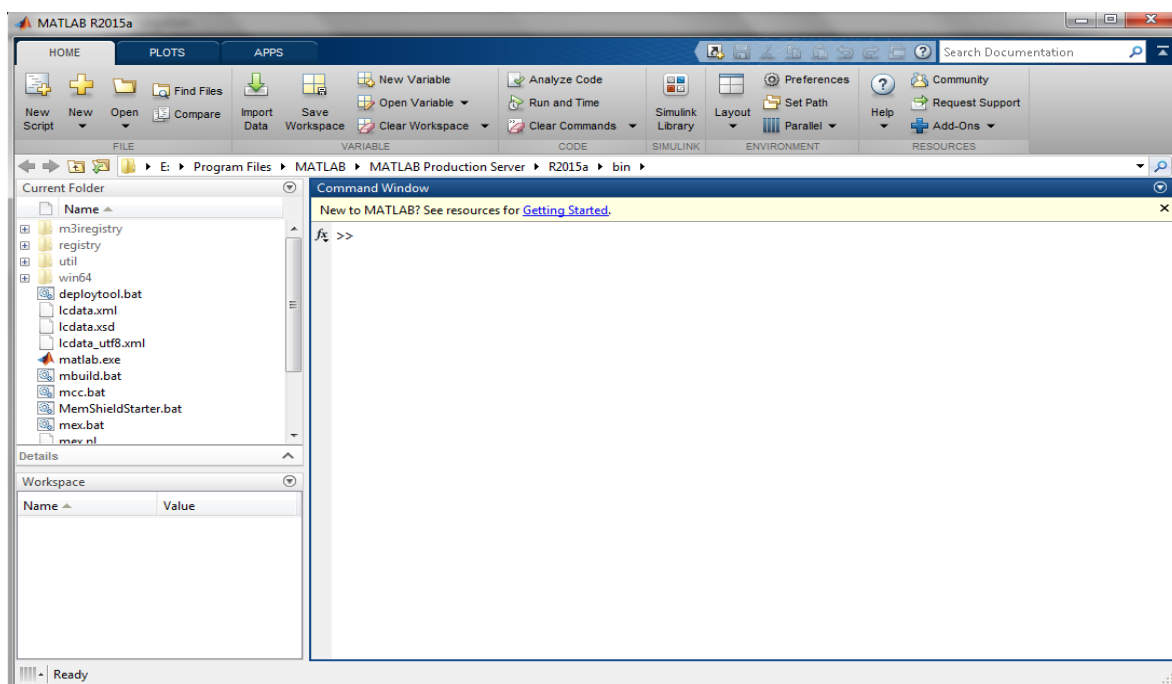 MATLAB R2015a
HOME PLOTS APPS
Search Documentation
New Script
New
Open
Find Files
Compare
Import Data
Save Workspace
New Variable
Open Variable
Clear Workspace
Analyze Code
Run and Time
Clear Commands
Simulink Library
Layout
Preferences
Set Path
Parallel
Help
Community
Request Support
Add-Ons
FILE VARIABLE CODE SIMULINK ENVIRONMENT RESOURCES
E: Program Files MATLAB MATLAB Production Server R2015a bin
Current Folder
Name
m3iregistry
registry
util
win64
deploytool.bat
lcdata.xml
lcdata.xsd
lcdata_utf8.xml
matlab.exe
mbuild.bat
mcc.bat
MemShieldStarter.bat
mex.bat
mex.pl
Details
Workspace
Name Value
Command Window
New to MATLAB? See resources for Getting Started.
fx >>
Ready